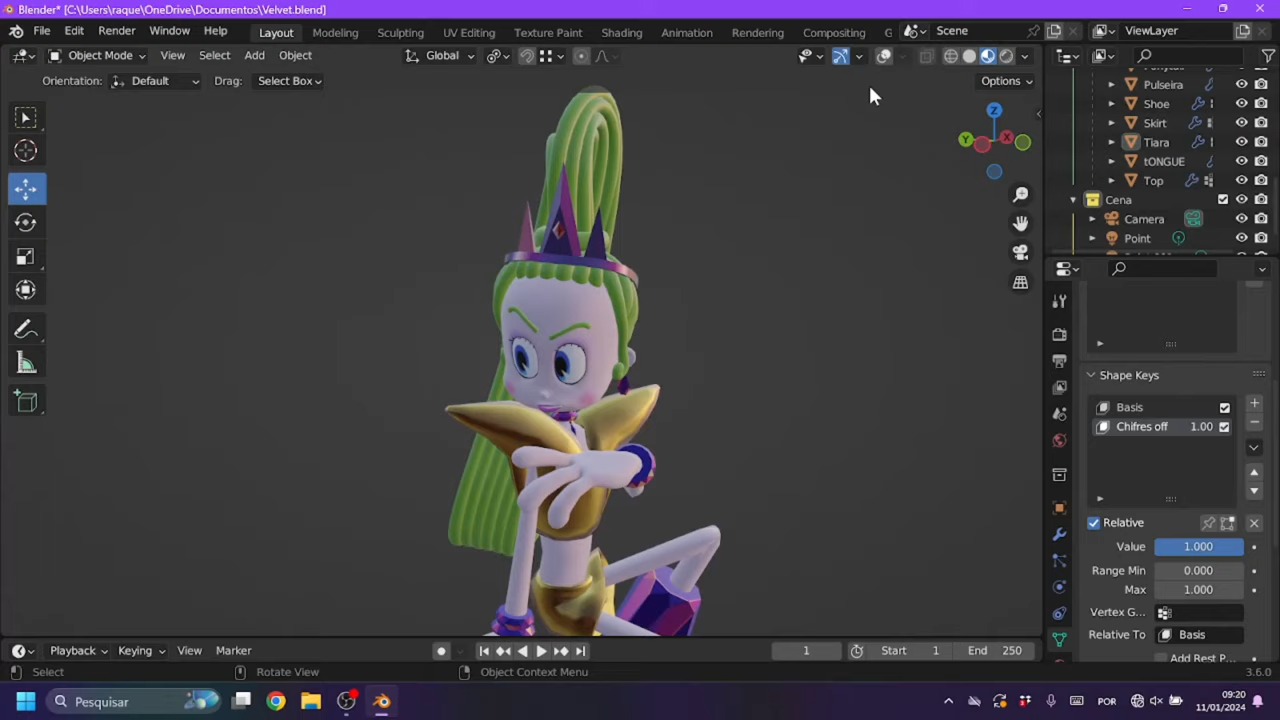 Blender* [C:\Users\raque\OneDrive\Documentos\Velvet.blend]
File Edit Render Window Help Layout Modeling Sculpting UV Editing Texture Paint Shading Animation Rendering Compositing G Scene ViewLayer
Object Mode View Select Add Object Global
Orientation: Default Drag: Select Box Options
Pulseira
Shoe
Skirt
Tiara
tONGUE
Top
Cena
Camera
Point
Z
Y
X
Shape Keys
Basis
Chifres off 1.00
Relative
Value 1.000
Range Min 0.000
Max 1.000
Vertex G...
Relative To Basis
Add Rest P...
Playback Keying View Marker 1 Start 1 End 250
Select Rotate View Object Context Menu 3.6.0
Pesquisar POR 09:20
11/01/2024